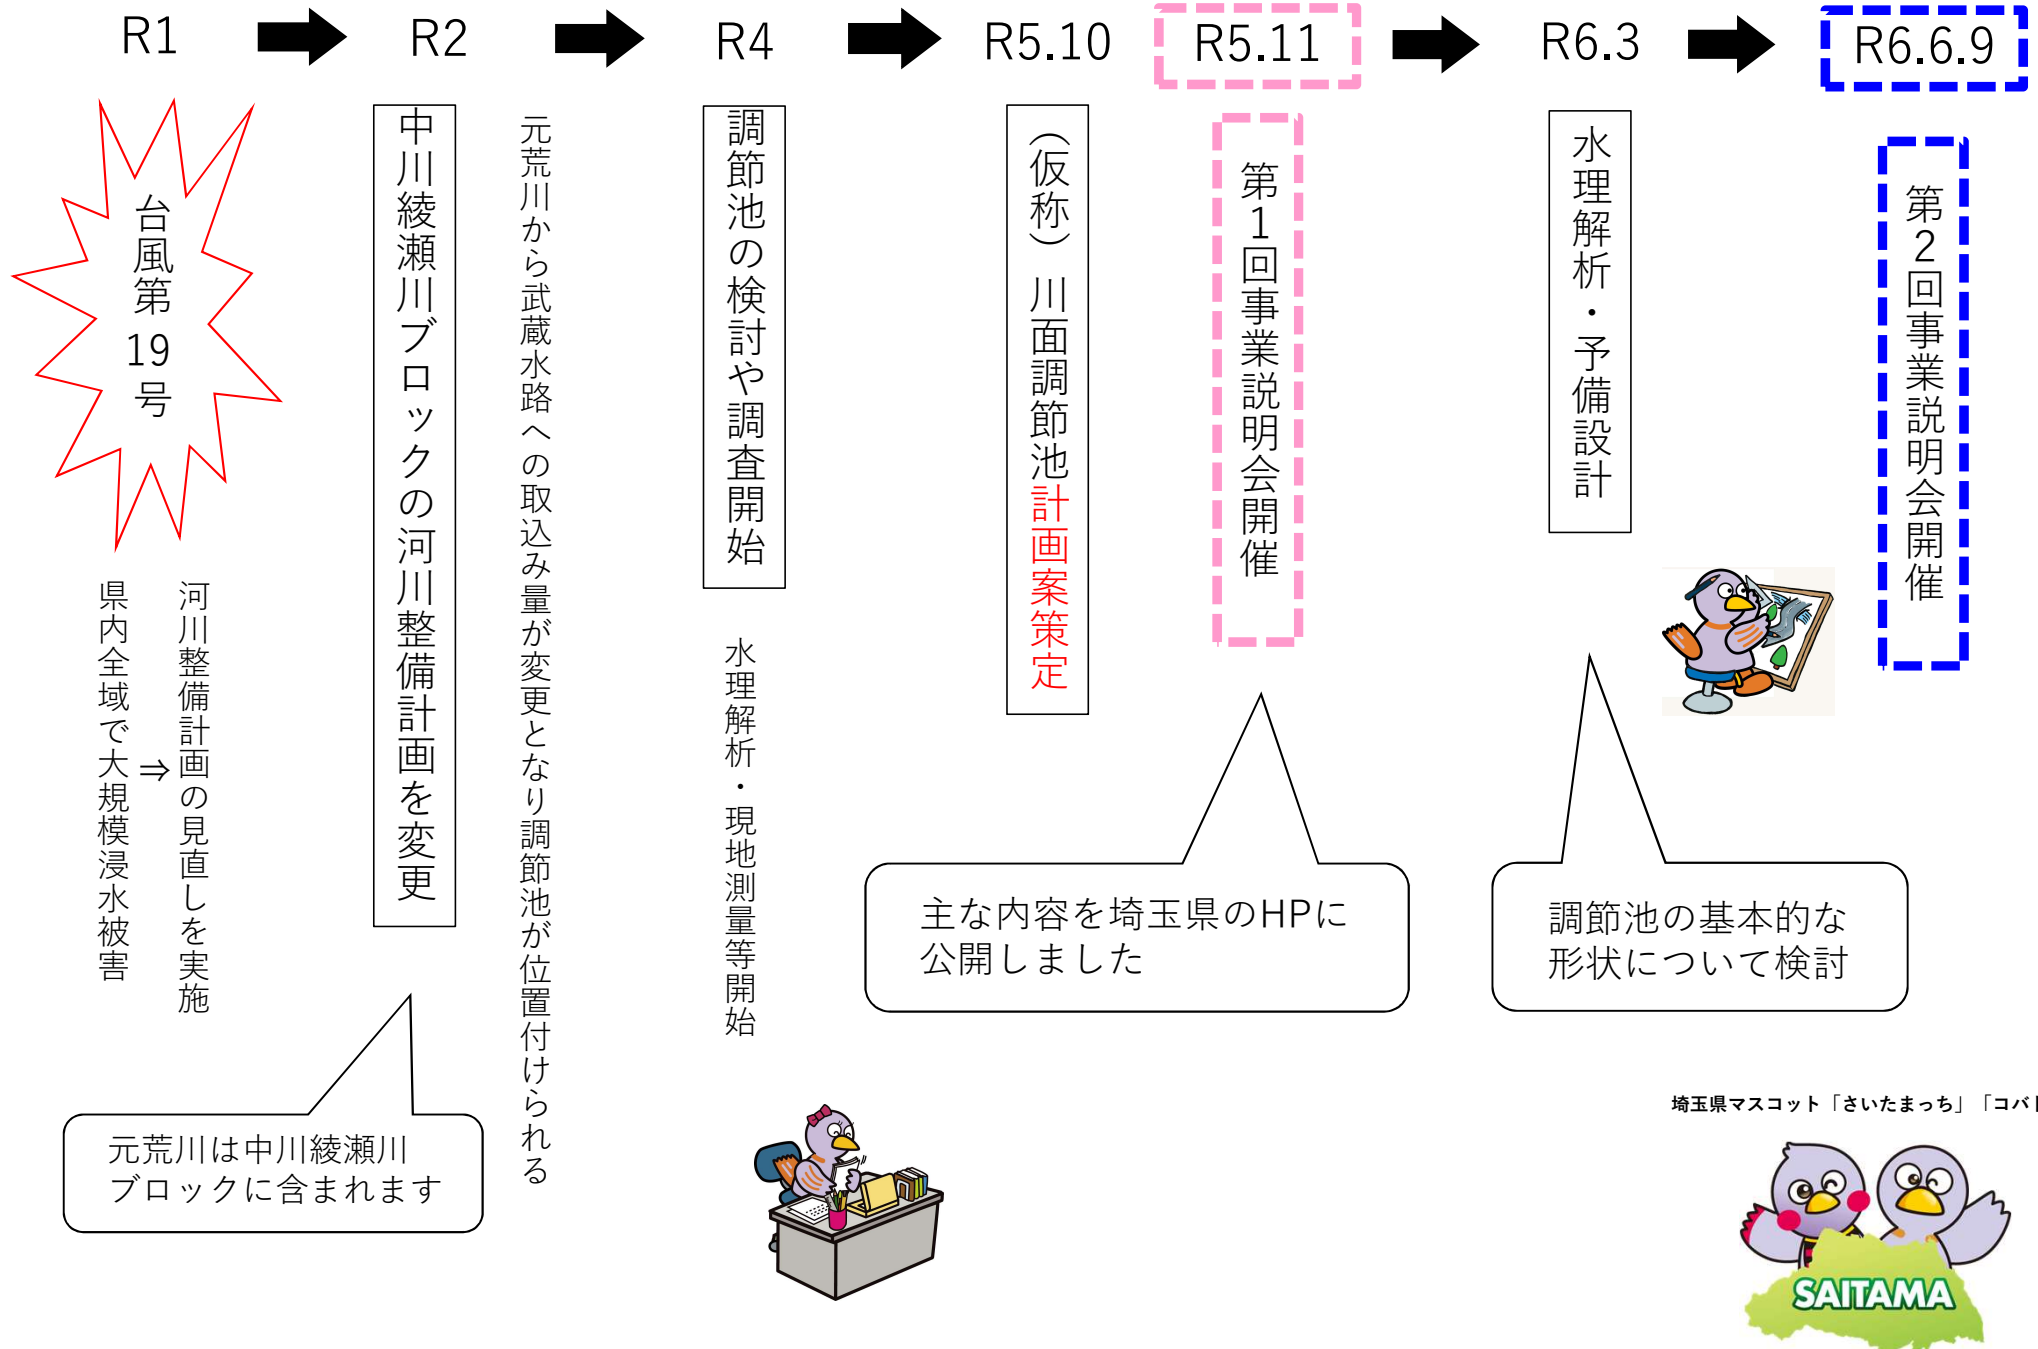 R1
R2
R4
R5.10
R5.11
R6.3
R6.6.9
台風第19号
県内全域で大規模浸水被害
⇒
河川整備計画の見直しを実施
中川綾瀬川ブロックの河川整備計画を変更
元荒川から武蔵水路への取込み量が変更となり調節池が位置付けられる
元荒川は中川綾瀬川
ブロックに含まれます
調節池の検討や調査開始
水理解析・現地測量等開始
（仮称）川面調節池計画案策定
第1回事業説明会開催
主な内容を埼玉県のHPに
公開しました
水理解析・予備設計
調節池の基本的な
形状について検討
第2回事業説明会開催
埼玉県マスコット「さいたまっち」「コバト
SAITAMA